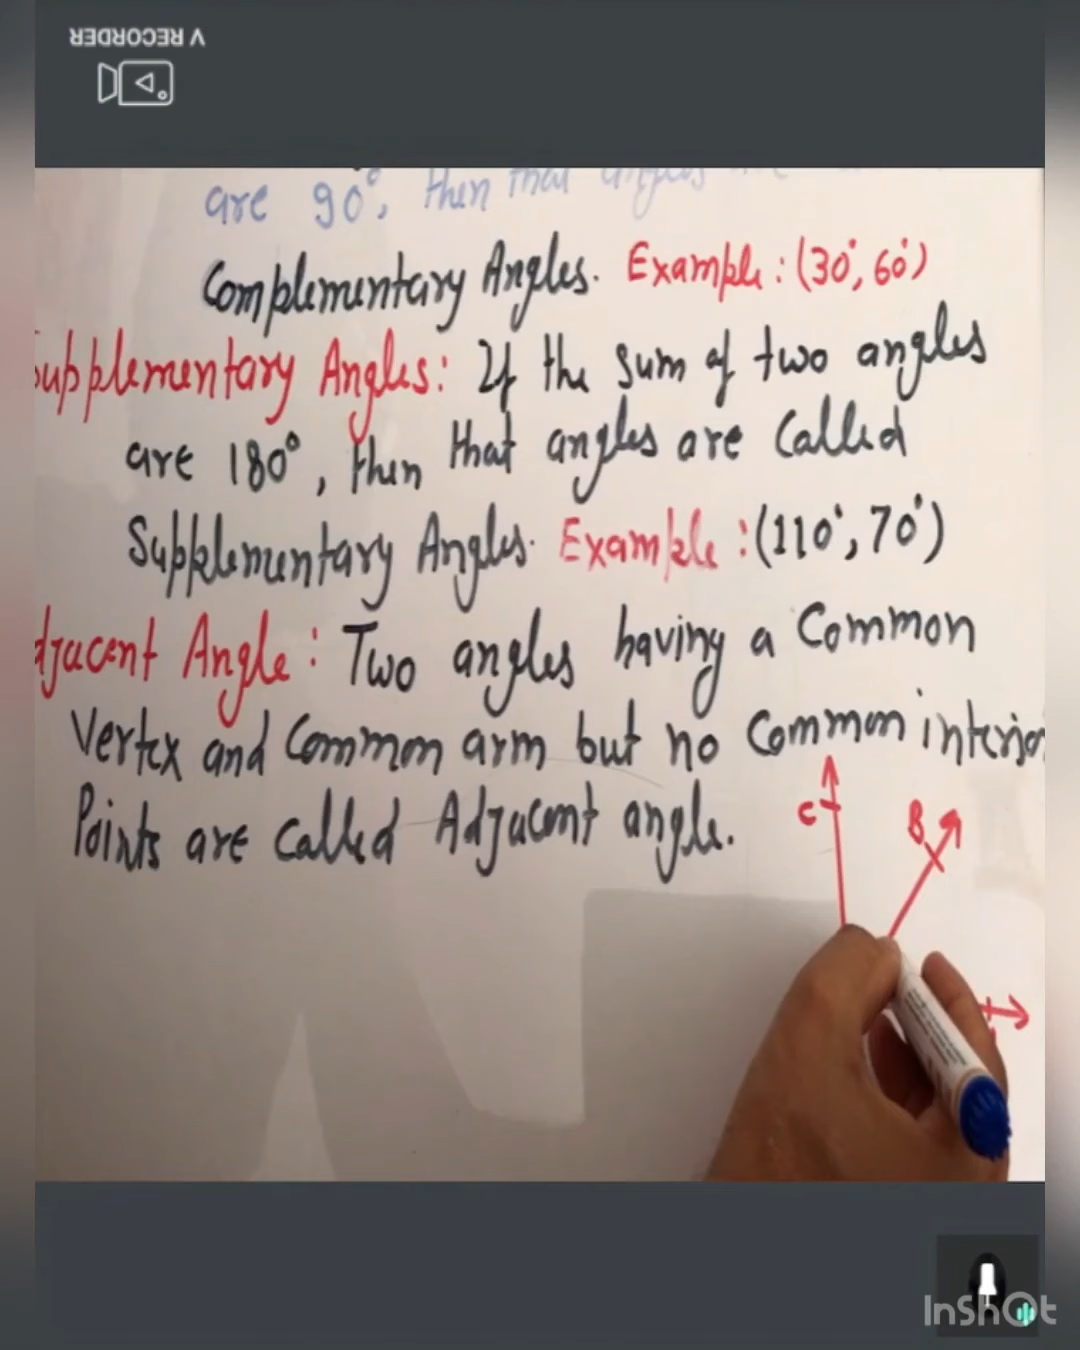 V RECORDER
are 90°, then that angles
Complementary Angles. Example: (30°, 60°)
Supplementary Angles: If the sum of two angles
are 180°, then that angles are called
Supplementary Angles. Example: (110°, 70°)
djacent Angle: Two angles having a Common
Vertex and Common arm but no Common interior
Points are called Adjacent angle.
C
B
InShOt